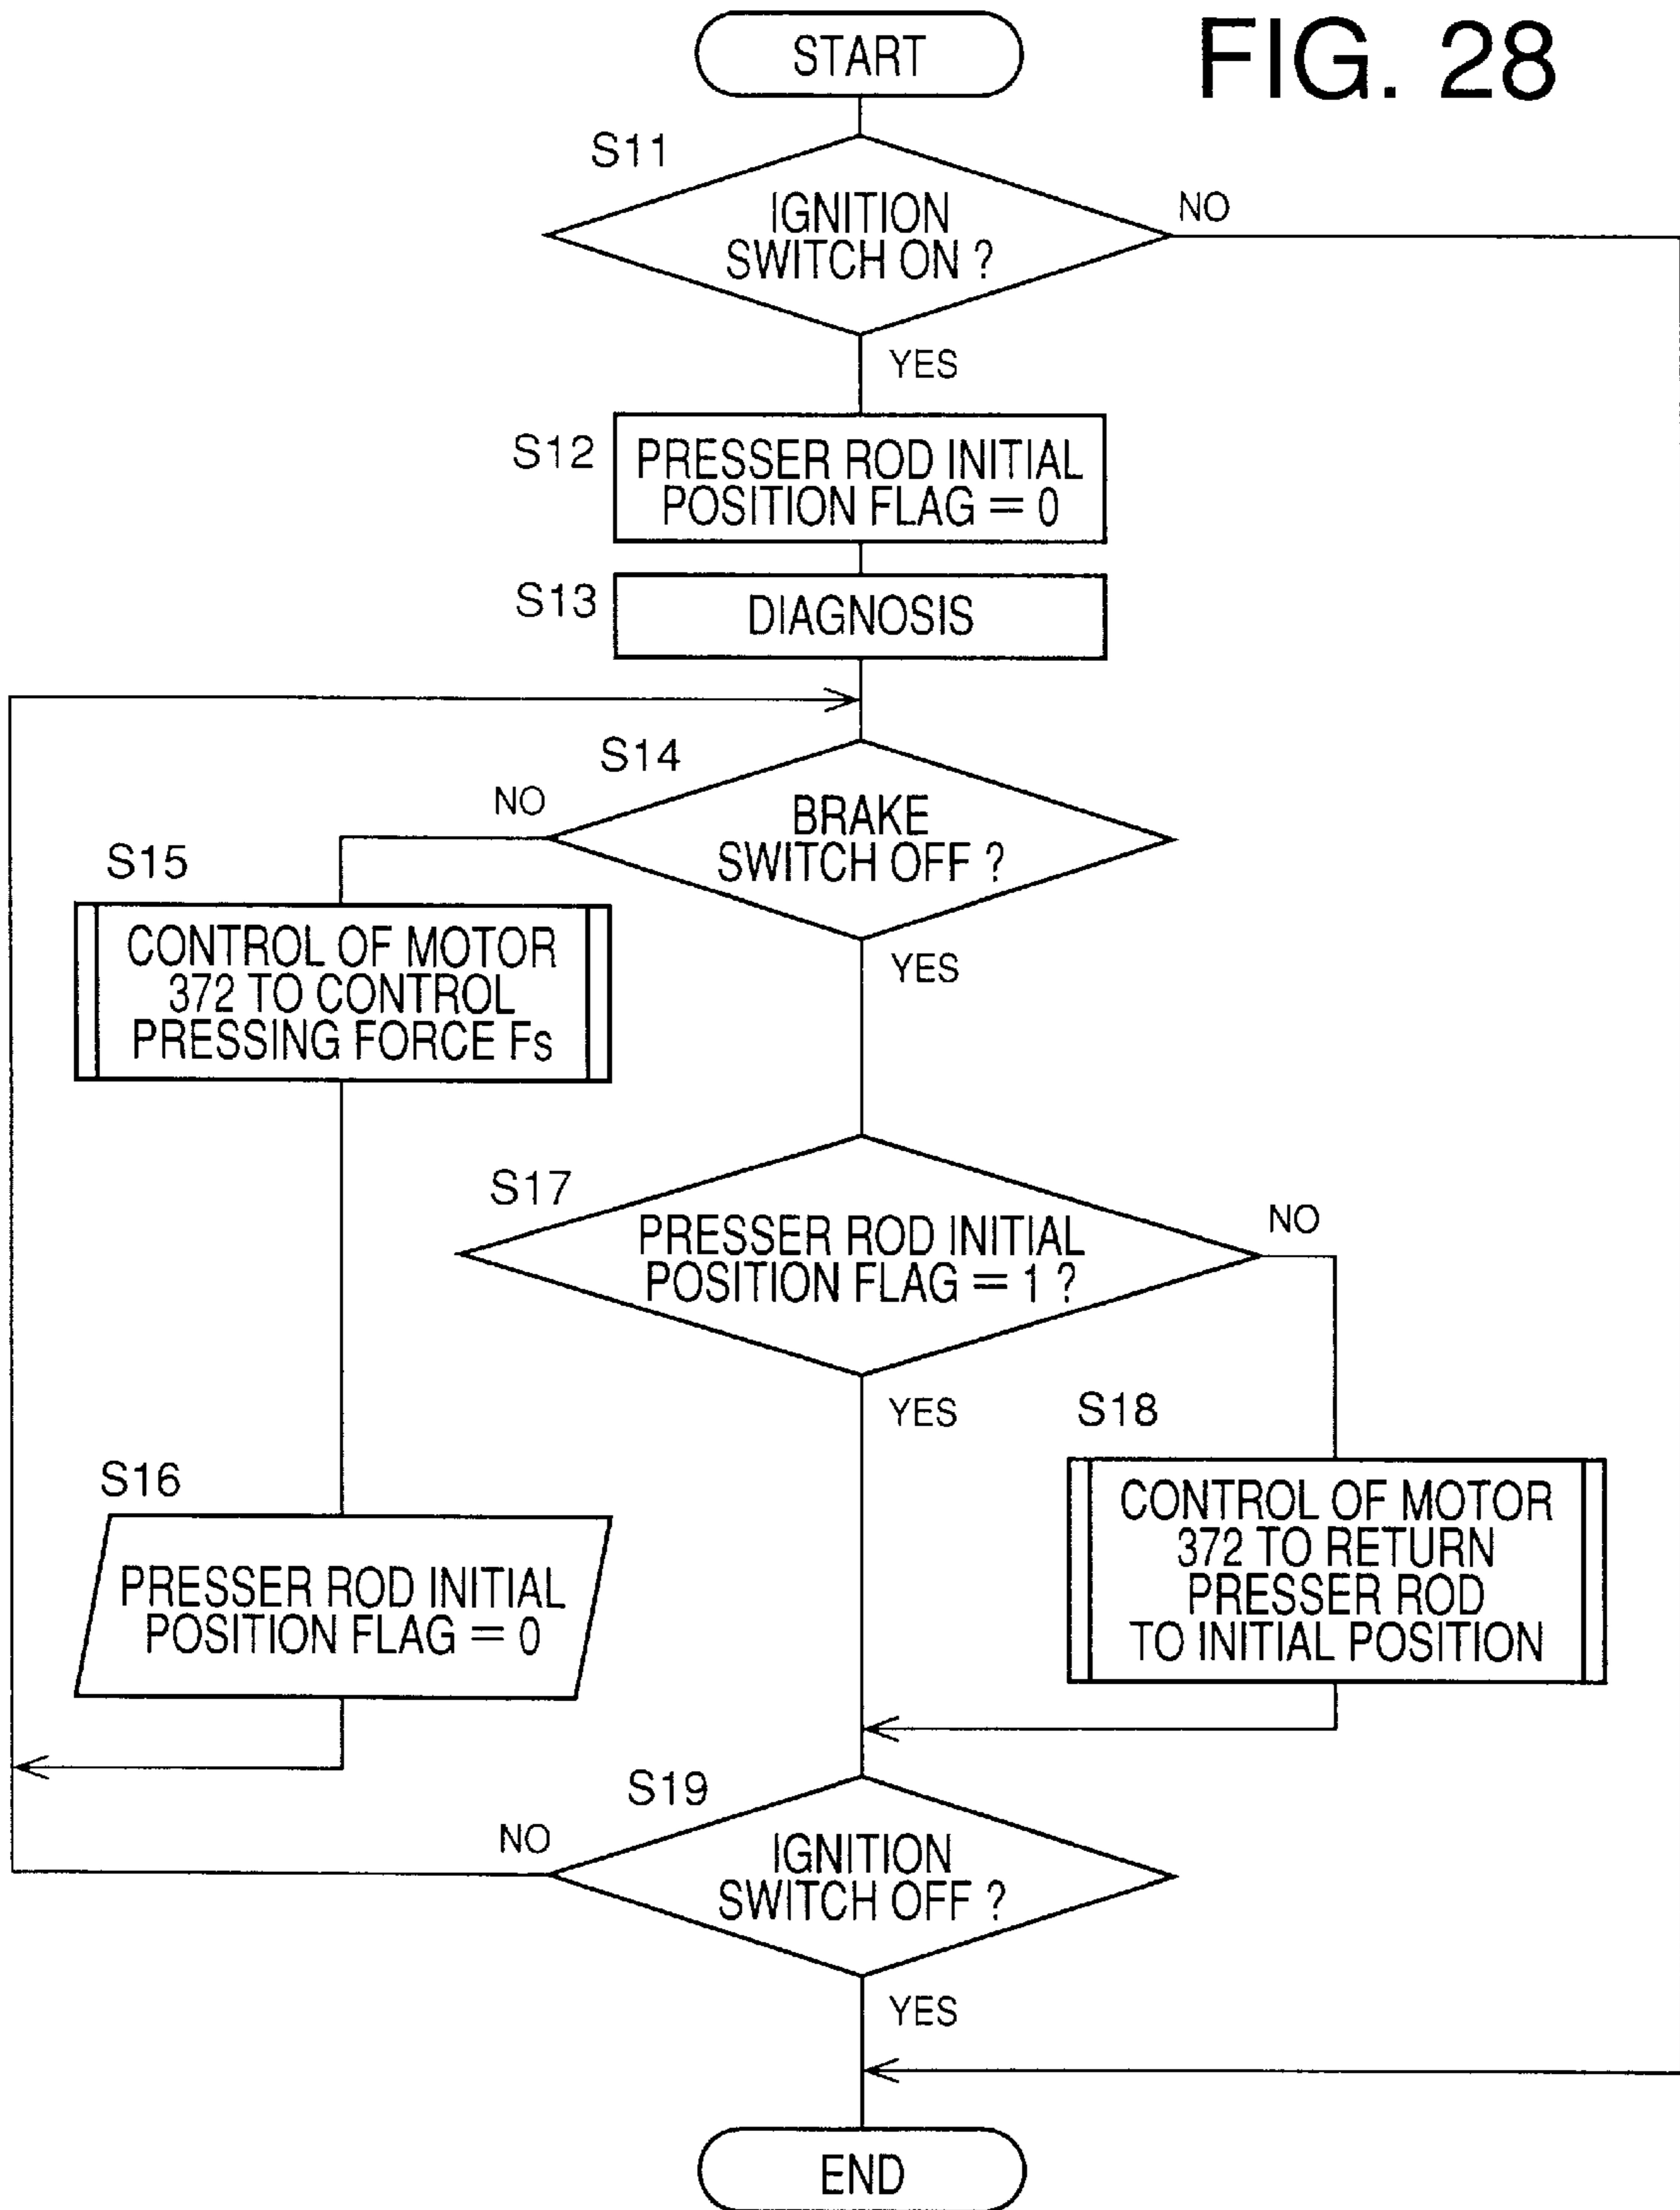 FIG. 28
START
S11
IGNITION
SWITCH ON ?
NO
YES
S12
PRESSER ROD INITIAL
POSITION FLAG = 0
S13
DIAGNOSIS
S14
NO
BRAKE
SWITCH OFF ?
YES
S15
CONTROL OF MOTOR
372 TO CONTROL
PRESSING FORCE Fs
S17
PRESSER ROD INITIAL
POSITION FLAG = 1 ?
NO
YES
S18
CONTROL OF MOTOR
372 TO RETURN
PRESSER ROD
TO INITIAL POSITION
S16
PRESSER ROD INITIAL
POSITION FLAG = 0
S19
NO
IGNITION
SWITCH OFF ?
YES
END